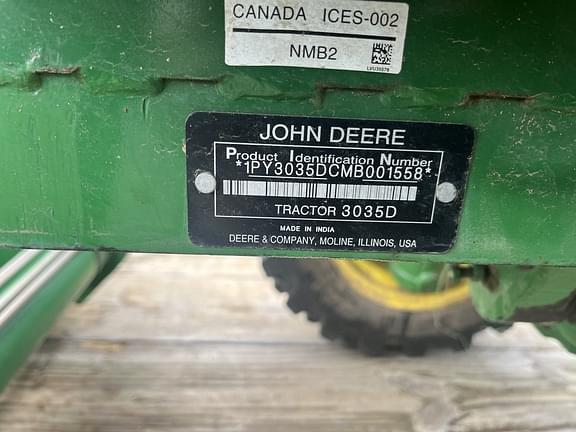 CANADA ICES-002
NMB2
JOHN DEERE
Product Identification Number
*1PY3035DCMB001558*
TRACTOR 3035D
MADE IN INDIA
DEERE & COMPANY, MOLINE, ILLINOIS, USA